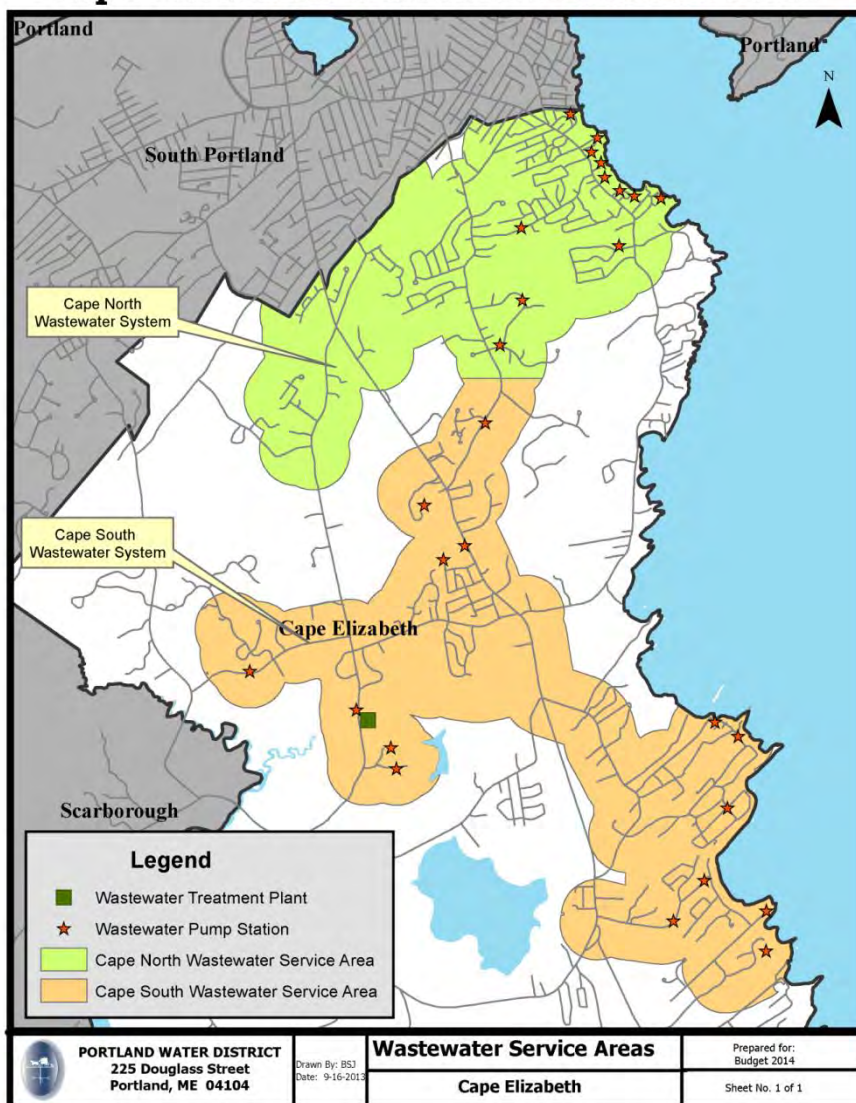 Portland
Portland
N
South Portland
Cape North
Wastewater System
Cape South
Wastewater System
Cape Elizabeth
Scarborough
Legend
Wastewater Treatment Plant
Wastewater Pump Station
Cape North Wastewater Service Area
Cape South Wastewater Service Area
PORTLAND WATER DISTRICT
225 Douglass Street
Portland, ME 04104
Drawn By: BSJ
Date: 9-16-2013
Wastewater Service Areas
Cape Elizabeth
Prepared for:
Budget 2014
Sheet No. 1 of 1